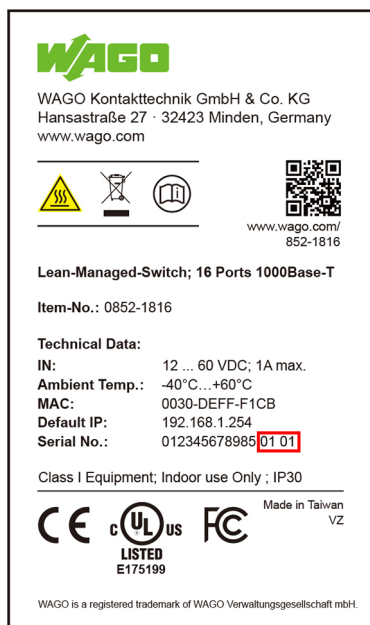 WAGO
WAGO Kontakttechnik GmbH & Co. KG
Hansastraße 27 · 32423 Minden, Germany
www.wago.com
www.wago.com/
852-1816
Lean-Managed-Switch; 16 Ports 1000Base-T
Item-No.: 0852-1816
Technical Data:
IN: 12 ... 60 VDC; 1A max.
Ambient Temp.: -40°C...+60°C
MAC: 0030-DEFF-F1CB
Default IP: 192.168.1.254
Serial No.: 012345678985 01 01
Class I Equipment; Indoor use Only ; IP30
CE C UL US FC
LISTED
E175199
Made in Taiwan
VZ
WAGO is a registered trademark of WAGO Verwaltungsgesellschaft mbH.